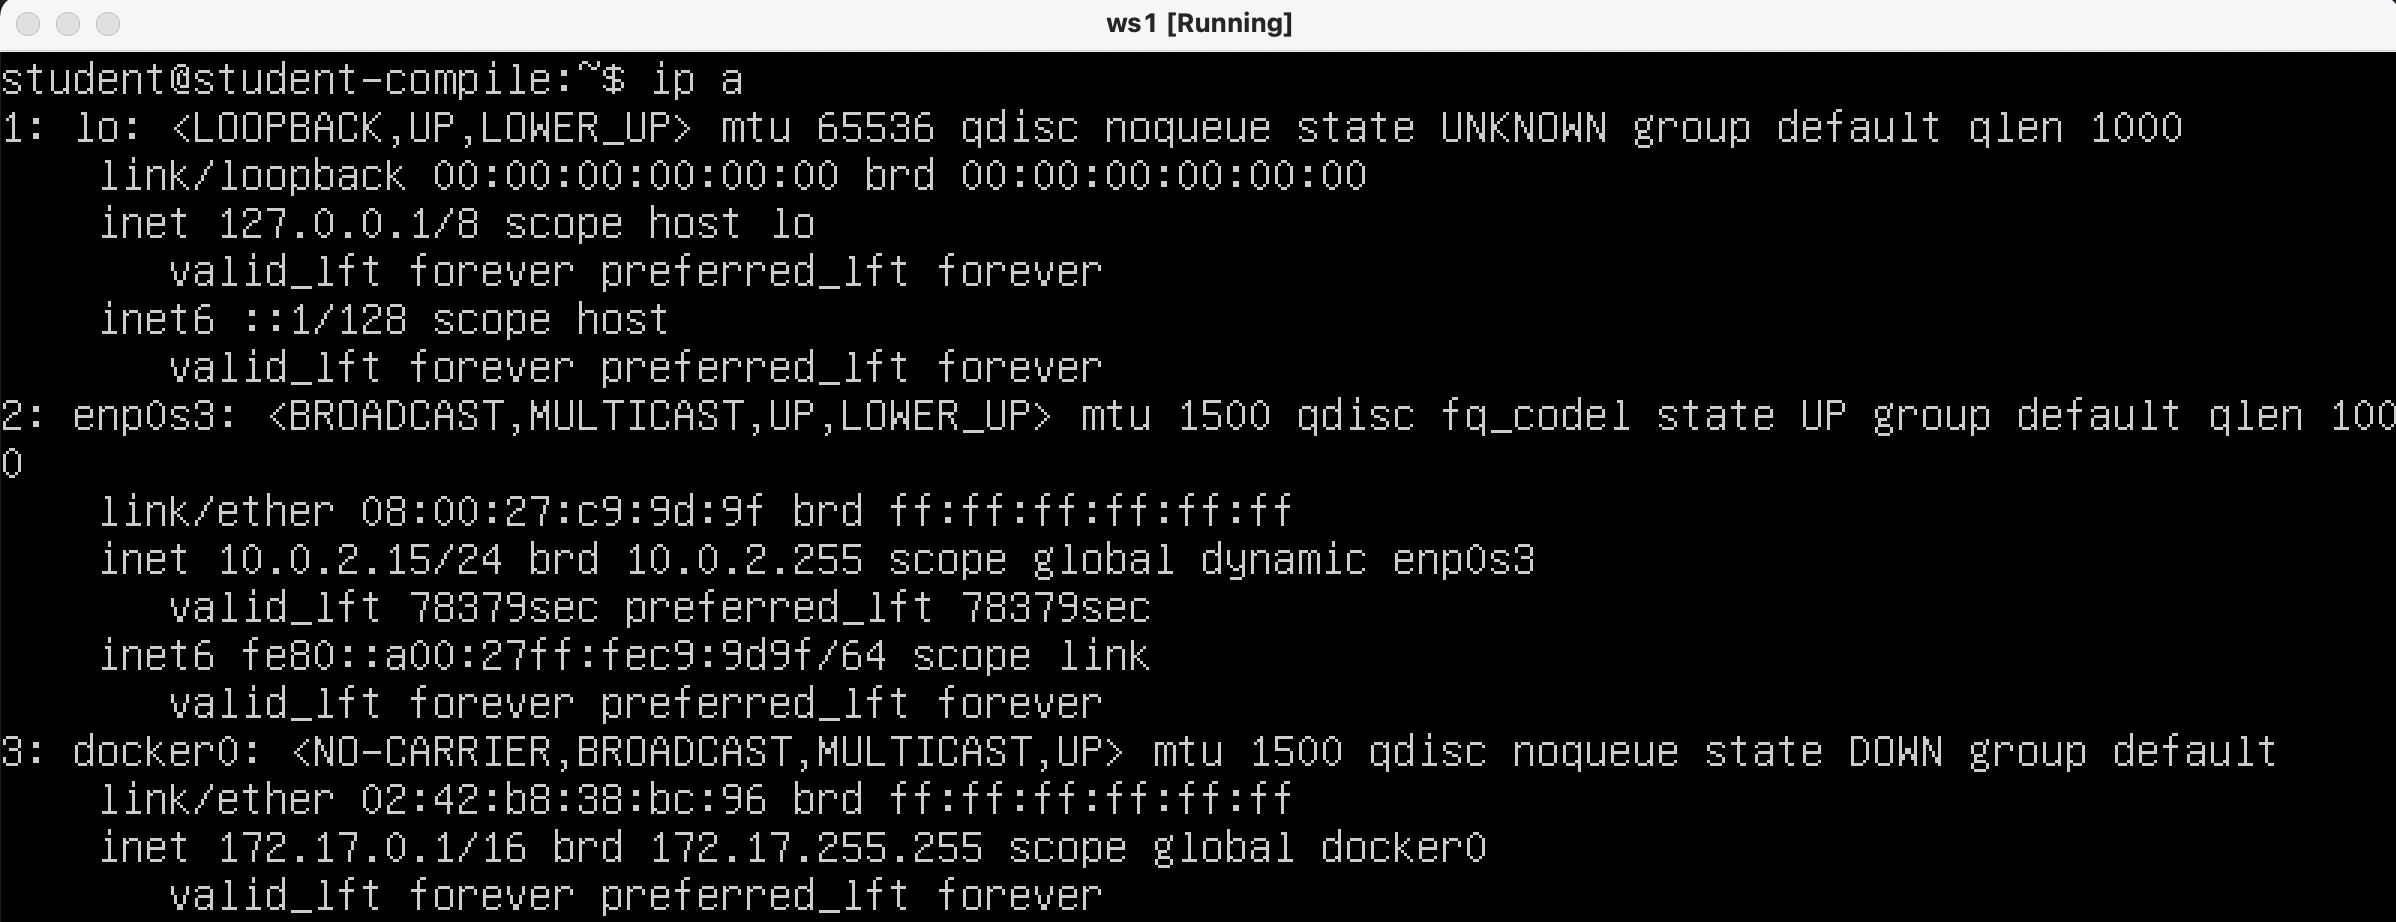 ws1 [Running]
student@student-compile:~$ ip a
1: lo: <LOOPBACK,UP,LOWER_UP> mtu 65536 qdisc noqueue state UNKNOWN group default qlen 1000
    link/loopback 00:00:00:00:00:00 brd 00:00:00:00:00:00
    inet 127.0.0.1/8 scope host lo
       valid_lft forever preferred_lft forever
    inet6 ::1/128 scope host
       valid_lft forever preferred_lft forever
2: enp0s3: <BROADCAST,MULTICAST,UP,LOWER_UP> mtu 1500 qdisc fq_codel state UP group default qlen 100
0
    link/ether 08:00:27:c9:9d:9f brd ff:ff:ff:ff:ff:ff
    inet 10.0.2.15/24 brd 10.0.2.255 scope global dynamic enp0s3
       valid_lft 78379sec preferred_lft 78379sec
    inet6 fe80::a00:27ff:fec9:9d9f/64 scope link
       valid_lft forever preferred_lft forever
3: docker0: <NO-CARRIER,BROADCAST,MULTICAST,UP> mtu 1500 qdisc noqueue state DOWN group default
    link/ether 02:42:b8:38:bc:96 brd ff:ff:ff:ff:ff:ff
    inet 172.17.0.1/16 brd 172.17.255.255 scope global docker0
       valid_lft forever preferred_lft forever